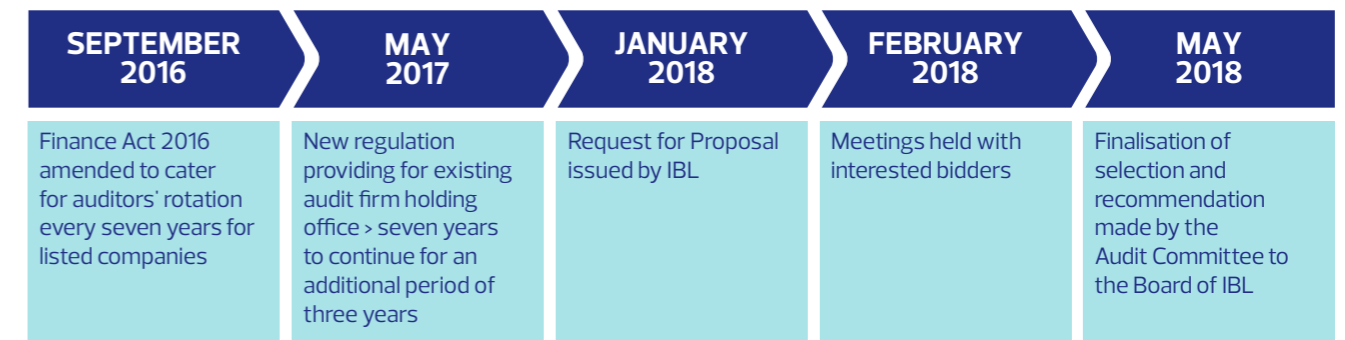 SEPTEMBER
2016
MAY
2017
JANUARY
2018
FEBRUARY
2018
MAY
2018
Finance Act 2016
amended to cater
for auditors' rotation
every seven years for
listed companies
New regulation
providing for existing
audit firm holding
office > seven years
to continue for an
additional period of
three years
Request for Proposal
issued by IBL
Meetings held with
interested bidders
Finalisation of
selection and
recommendation
made by the
Audit Committee to
the Board of IBL